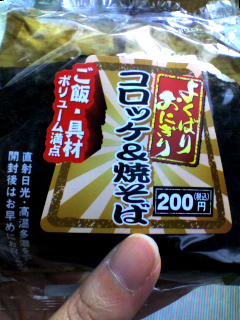 よくばり
おにぎり
コロッケ&焼そば
200円(税込)
ご飯・具材
ボリューム満点
直射日光・高温多湿
開封後はお早めに